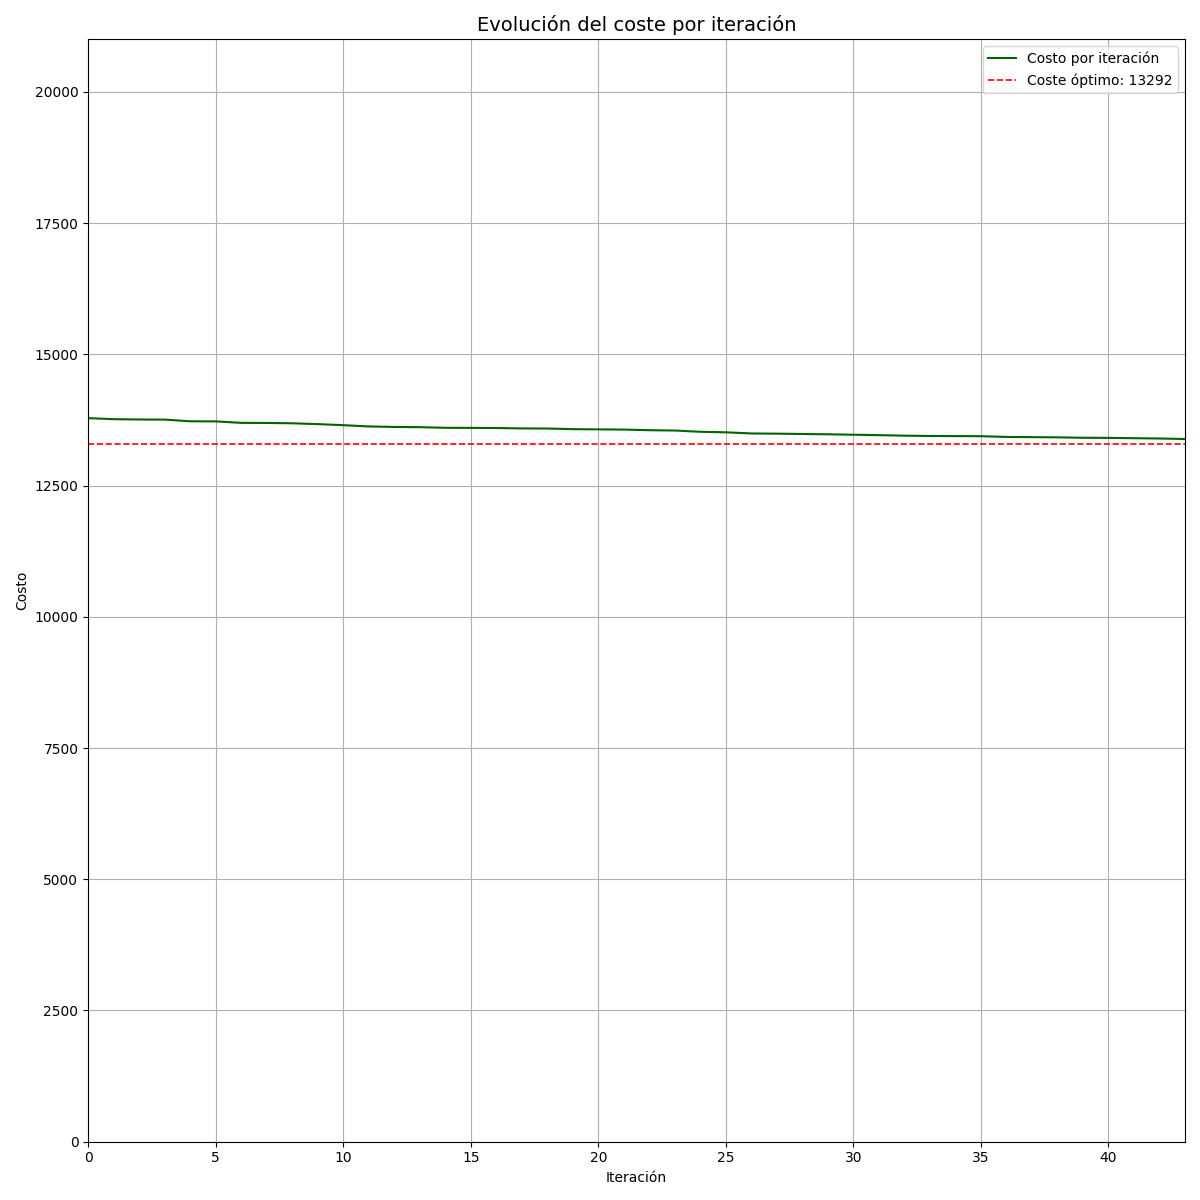 Evolución del coste por iteración
Costo por iteración
Coste óptimo: 13292
20000
17500
15000
12500
10000
7500
5000
2500
0
Costo
0 5 10 15 20 25 30 35 40
Iteración